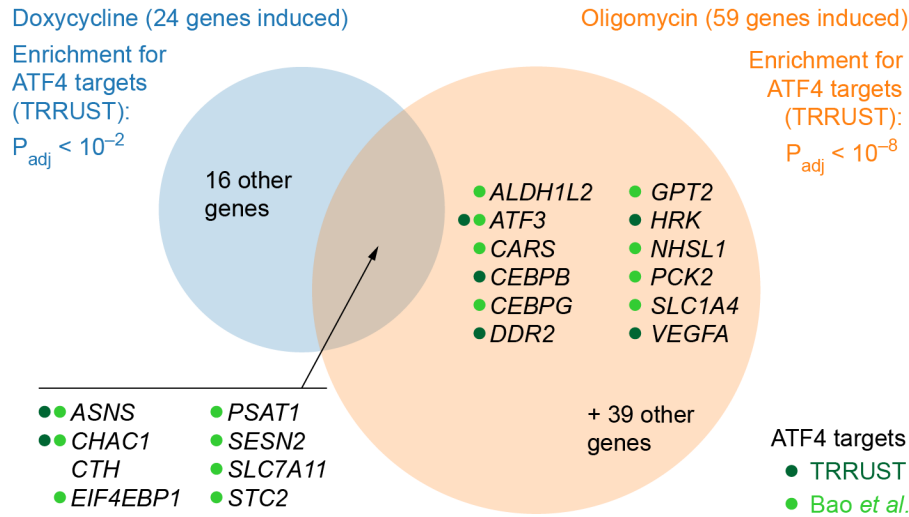 Doxycycline (24 genes induced)
Enrichment for
ATF4 targets
(TRRUST):
P_adj < 10^–2
Oligomycin (59 genes induced)
Enrichment for
ATF4 targets
(TRRUST):
P_adj < 10^–8
16 other
genes
ALDH1L2
ATF3
CARS
CEBPB
CEBPG
DDR2
GPT2
HRK
NHSL1
PCK2
SLC1A4
VEGFA
+ 39 other
genes
ASNS
CHAC1
CTH
EIF4EBP1
PSAT1
SESN2
SLC7A11
STC2
ATF4 targets
TRRUST
Bao et al.